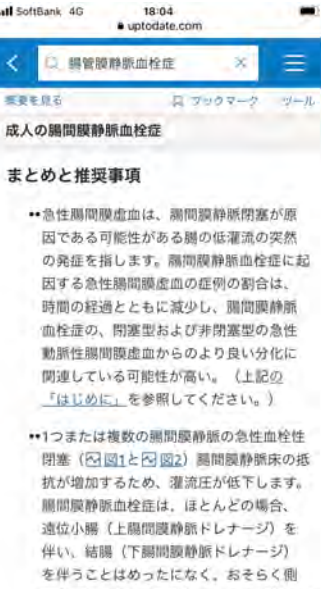 SoftBank 4G 18:04
uptodate.com
腸管膜静脈血栓症 ×
概要を見る ブックマーク ツール
成人の腸間膜静脈血栓症
まとめと推奨事項
••急性腸間膜虚血は、腸間膜静脈閉塞が原
因である可能性がある腸の低灌流の突然
の発症を指します。腸間膜静脈血栓症に起
因する急性腸間膜虚血の症例の割合は、
時間の経過とともに減少し、腸間膜静脈
血栓症の、閉塞型および非閉塞型の急性
動脈性腸間膜虚血からのより良い分化に
関連している可能性が高い。（上記の
「はじめに」を参照してください。）
••1つまたは複数の腸間膜静脈の急性血栓性
閉塞（図1と図2）腸間膜静脈床の抵
抗が増加するため、灌流圧が低下します。
腸間膜静脈血栓症は、ほとんどの場合、
遠位小腸（上腸間膜静脈ドレナージ）を
伴い、結腸（下腸間膜静脈ドレナージ）
を伴うことはめったになく、おそらく側